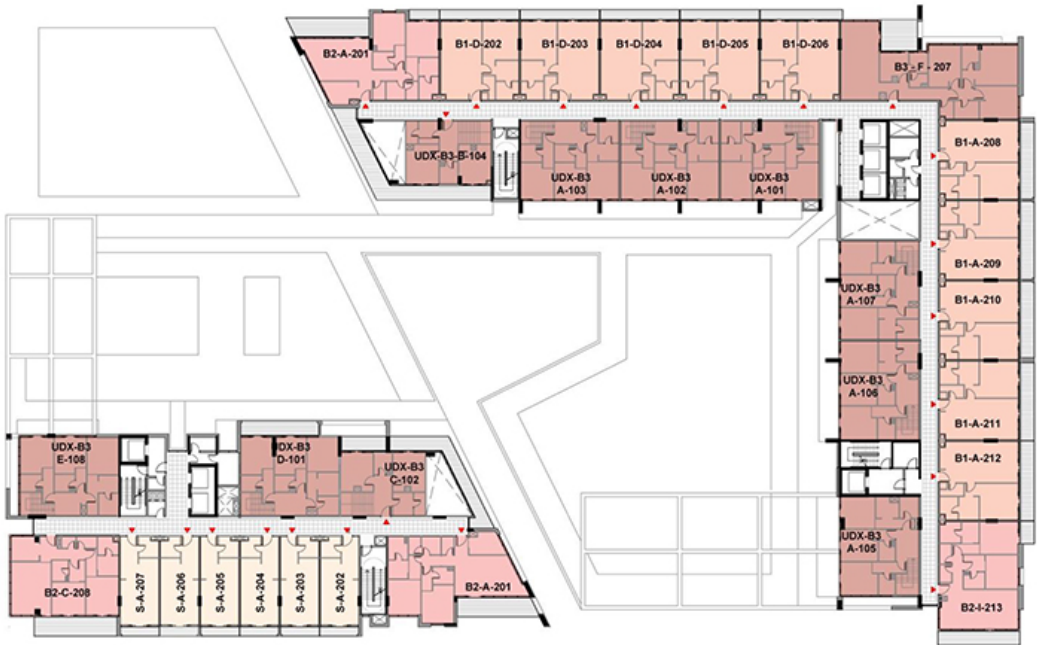 B2-A-201
B1-D-202
B1-D-203
B1-D-204
B1-D-205
B1-D-206
B3 - F - 207
UDX-B3-B-104
UDX-B3
A-103
UDX-B3
A-102
UDX-B3
A-101
B1-A-208
B1-A-209
UDX-B3
A-107
B1-A-210
UDX-B3
A-106
B1-A-211
B1-A-212
UDX-B3
A-105
B2-I-213
UDX-B3
E-108
UDX-B3
D-101
UDX-B3
C-102
B2-C-208
S-A-207
S-A-206
S-A-205
S-A-204
S-A-203
S-A-202
B2-A-201